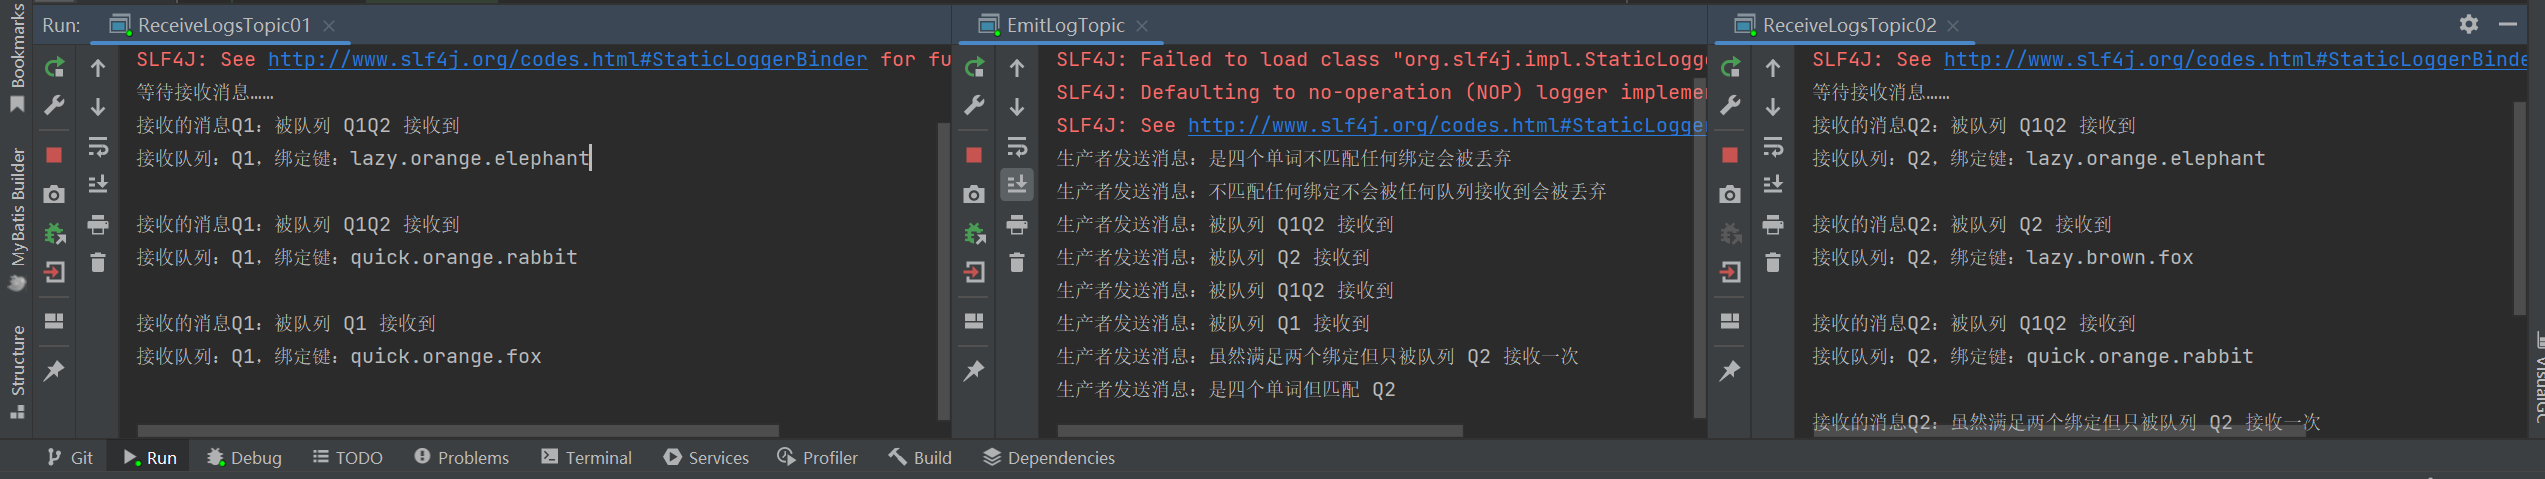 Run:
ReceiveLogsTopic01
SLF4J: See http://www.slf4j.org/codes.html#StaticLoggerBinder for fu
等待接收消息……
接收的消息Q1：被队列 Q1Q2 接收到
接收队列：Q1，绑定键：lazy.orange.elephant
接收的消息Q1：被队列 Q1Q2 接收到
接收队列：Q1，绑定键：quick.orange.rabbit
接收的消息Q1：被队列 Q1 接收到
接收队列：Q1，绑定键：quick.orange.fox
EmitLogTopic
SLF4J: Failed to load class "org.slf4j.impl.StaticLogg
SLF4J: Defaulting to no-operation (NOP) logger implemen
SLF4J: See http://www.slf4j.org/codes.html#StaticLogger
生产者发送消息：是四个单词不匹配任何绑定会被丢弃
生产者发送消息：不匹配任何绑定不会被任何队列接收到会被丢弃
生产者发送消息：被队列 Q1Q2 接收到
生产者发送消息：被队列 Q2 接收到
生产者发送消息：被队列 Q1Q2 接收到
生产者发送消息：被队列 Q1 接收到
生产者发送消息：虽然满足两个绑定但只被队列 Q2 接收一次
生产者发送消息：是四个单词但匹配 Q2
ReceiveLogsTopic02
SLF4J: See http://www.slf4j.org/codes.html#StaticLoggerBinde
等待接收消息……
接收的消息Q2：被队列 Q1Q2 接收到
接收队列：Q2，绑定键：lazy.orange.elephant
接收的消息Q2：被队列 Q2 接收到
接收队列：Q2，绑定键：lazy.brown.fox
接收的消息Q2：被队列 Q1Q2 接收到
接收队列：Q2，绑定键：quick.orange.rabbit
接收的消息Q2：虽然满足两个绑定但只被队列 Q2 接收一次
Bookmarks
MyBatis Builder
Structure
VisualGC
Git
Run
Debug
TODO
Problems
Terminal
Services
Profiler
Build
Dependencies